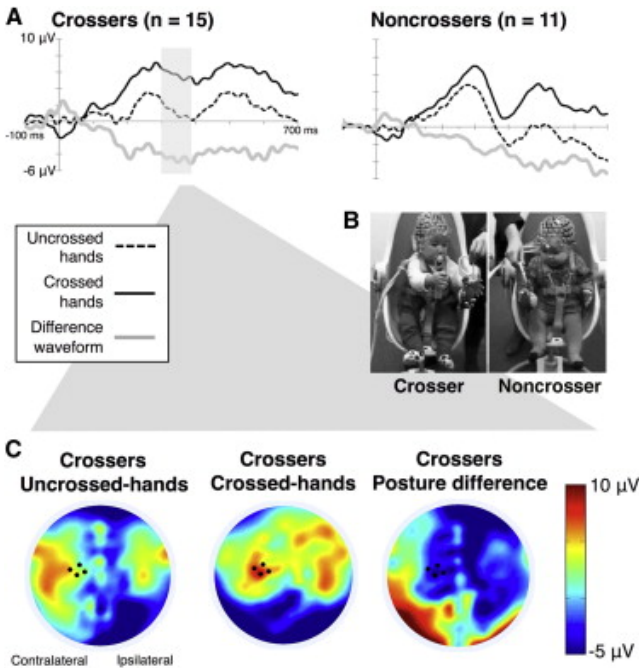 A
Crossers (n = 15)
Noncrossers (n = 11)
10 µV
-100 ms
700 ms
-6 µV
Uncrossed
hands
Crossed
hands
Difference
waveform
B
Crosser
Noncrosser
C
Crossers
Uncrossed-hands
Crossers
Crossed-hands
Crossers
Posture difference
10 µV
-5 µV
Contralateral
Ipsilateral